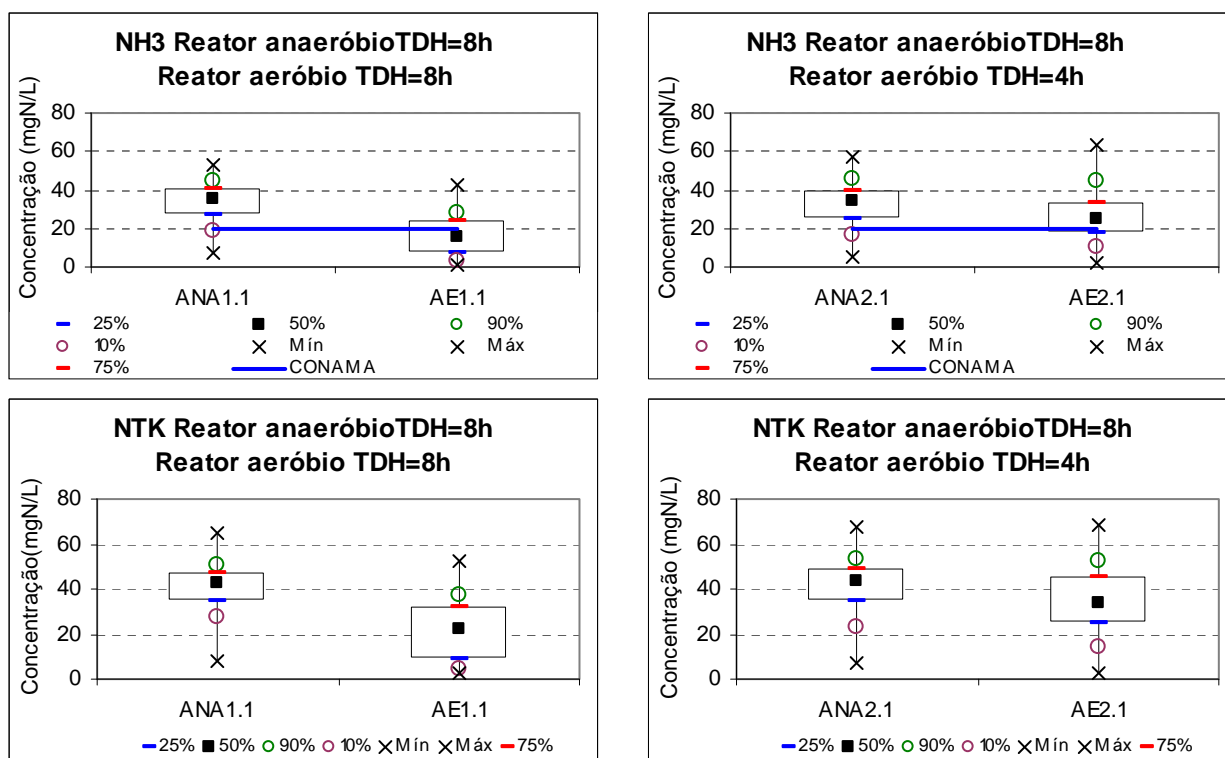 NH3 Reator anaeróbioTDH=8h
Reator aeróbio TDH=8h
Concentração (mgN/L)
80
60
40
20
0
ANA1.1 AE1.1
25% 50% 90%
10% Mín Máx
75% CONAMA
NH3 Reator anaeróbioTDH=8h
Reator aeróbio TDH=4h
Concentração (mgN/L)
80
60
40
20
0
ANA2.1 AE2.1
25% 50% 90%
10% Mín Máx
75% CONAMA
NTK Reator anaeróbioTDH=8h
Reator aeróbio TDH=8h
Concentração(mgN/L)
80
60
40
20
0
ANA1.1 AE1.1
25% 50% 90% 10% Mín Máx 75%
NTK Reator anaeróbioTDH=8h
Reator aeróbio TDH=4h
Concentração (mgN/L)
80
60
40
20
0
ANA2.1 AE2.1
25% 50% 90% 10% Mín Máx 75%